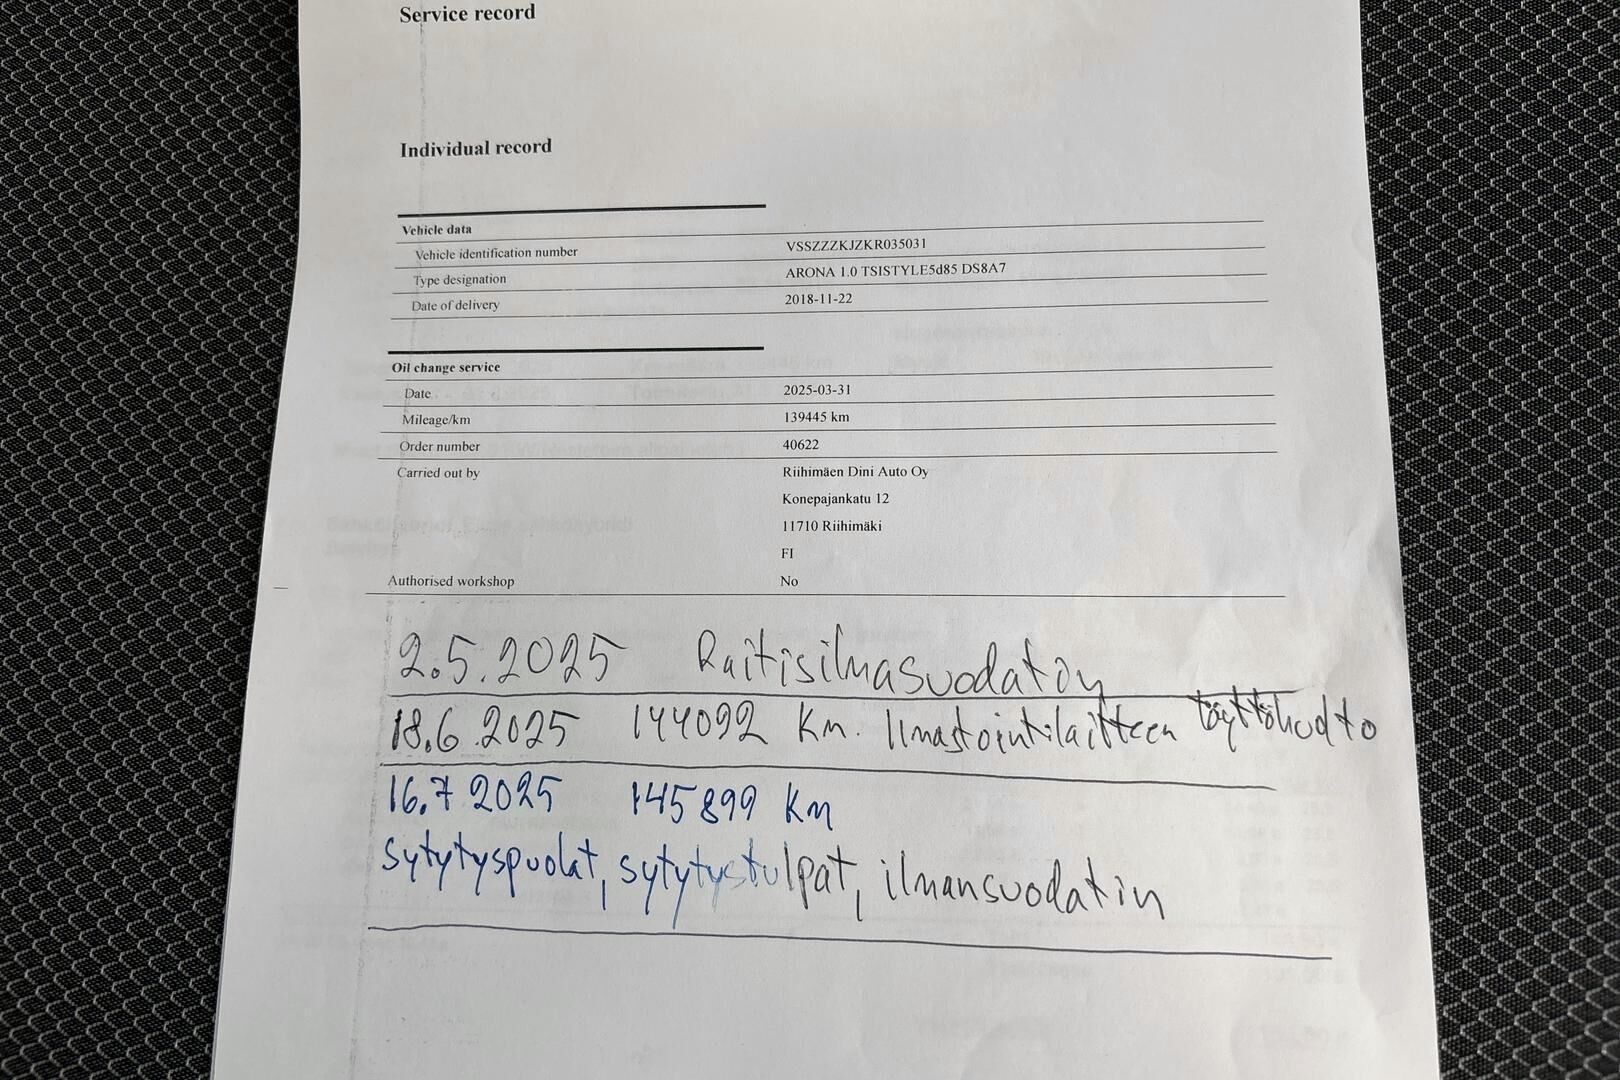 Service record
Individual record
Vehicle data
Vehicle identification number VSSZZZKJZKR035031
Type designation ARONA 1.0 TSISTYLE5d85 DS8A7
Date of delivery 2018-11-22
Oil change service
Date 2025-03-31
Mileage/km 139445 km
Order number 40622
Carried out by Riihimäen Dini Auto Oy
Konepajankatu 12
11710 Riihimäki
FI
Authorised workshop No
2.5.2025 Raitisilmasuodaton
18.6.2025 144092 Km. Ilmastointilaitteen täyttöhuolto
16.7 2025 145899 Km
sytytyspuolat, sytytystulpat, ilmansuodatin